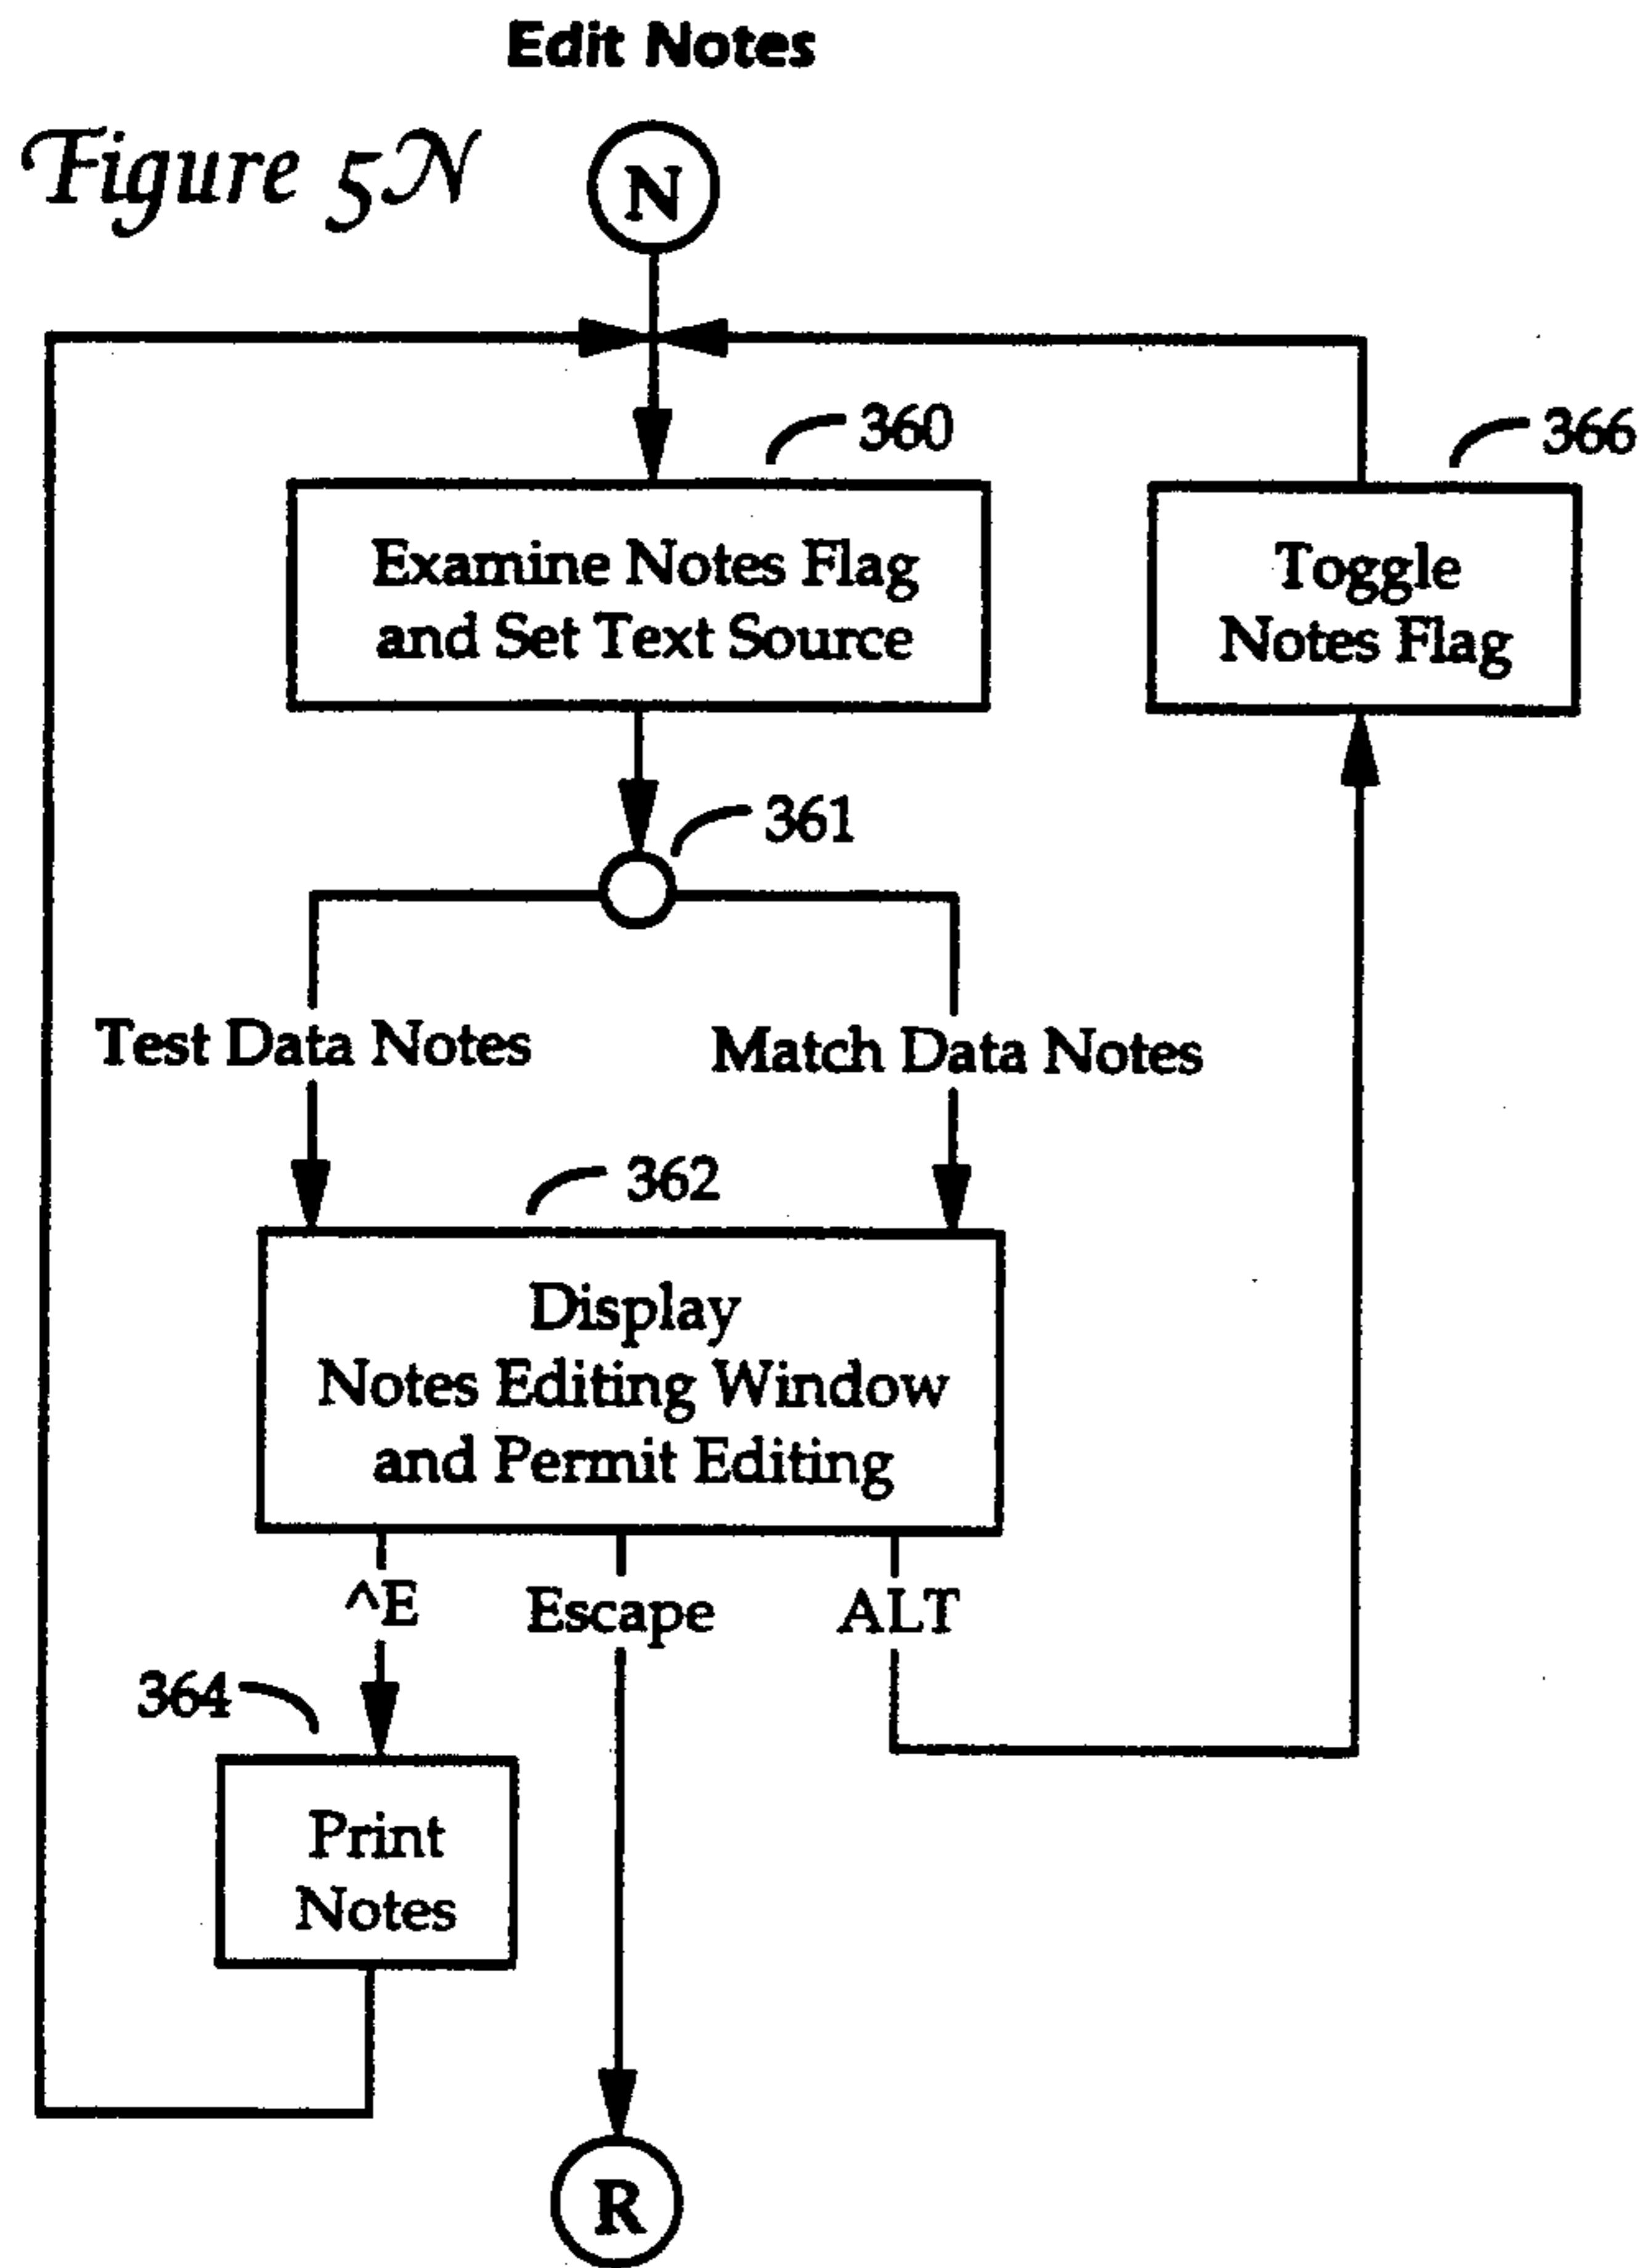 Edit Notes
Figure 5N
N
360
366
Examine Notes Flag
and Set Text Source
Toggle
Notes Flag
361
Test Data Notes
Match Data Notes
362
Display
Notes Editing Window
and Permit Editing
^E
Escape
ALT
364
Print
Notes
R